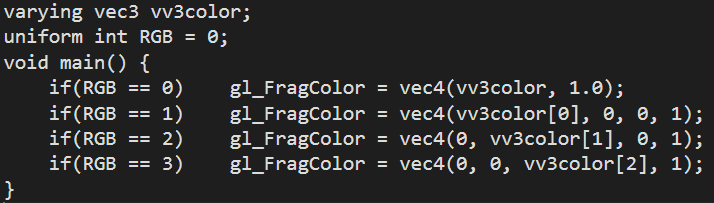 varying vec3 vv3color;
uniform int RGB = 0;
void main() {
    if(RGB == 0)    gl_FragColor = vec4(vv3color, 1.0);
    if(RGB == 1)    gl_FragColor = vec4(vv3color[0], 0, 0, 1);
    if(RGB == 2)    gl_FragColor = vec4(0, vv3color[1], 0, 1);
    if(RGB == 3)    gl_FragColor = vec4(0, 0, vv3color[2], 1);
}